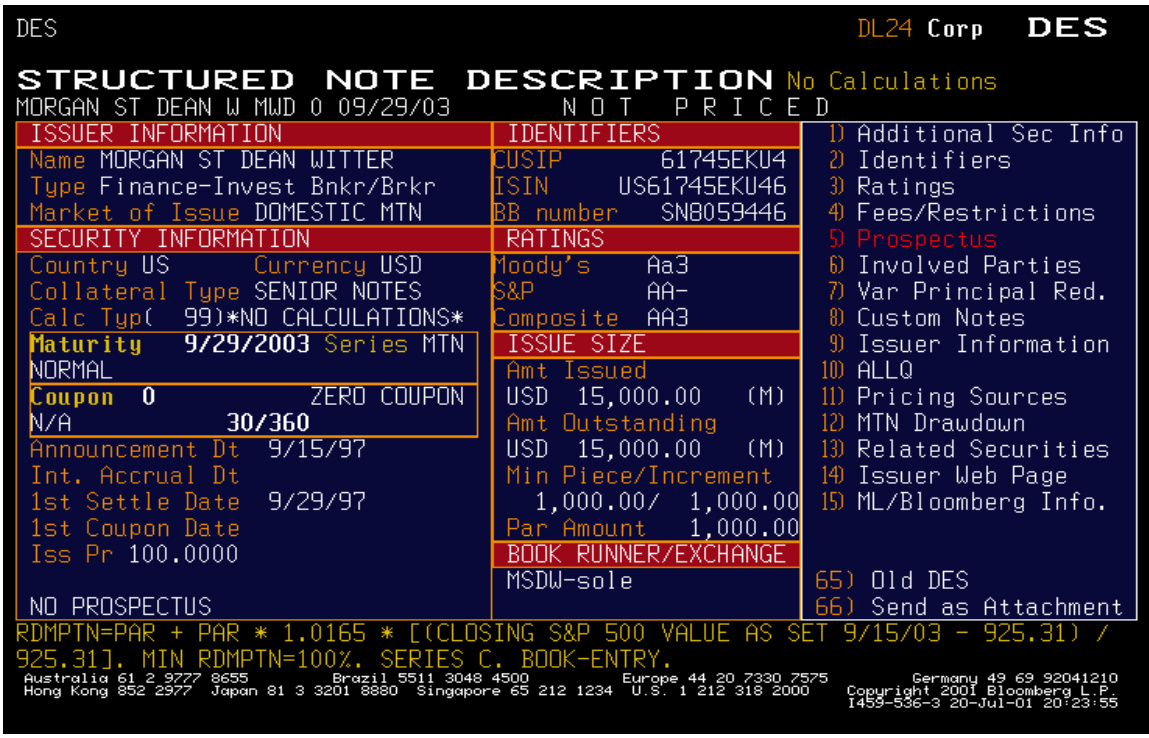 DES DL24 Corp DES
STRUCTURED NOTE DESCRIPTION No Calculations
MORGAN ST DEAN W MWD 0 09/29/03 NOT PRICED
ISSUER INFORMATION
Name MORGAN ST DEAN WITTER
Type Finance-Invest Bnkr/Brkr
Market of Issue DOMESTIC MTN
SECURITY INFORMATION
Country US Currency USD
Collateral Type SENIOR NOTES
Calc Typ( 99)*NO CALCULATIONS*
Maturity 9/29/2003 Series MTN
NORMAL
Coupon 0 ZERO COUPON
N/A 30/360
Announcement Dt 9/15/97
Int. Accrual Dt
1st Settle Date 9/29/97
1st Coupon Date
Iss Pr 100.0000
NO PROSPECTUS
IDENTIFIERS
CUSIP 61745EKU4
ISIN US61745EKU46
BB number SN8059446
RATINGS
Moody's Aa3
S&P AA-
Composite AA3
ISSUE SIZE
Amt Issued
USD 15,000.00 (M)
Amt Outstanding
USD 15,000.00 (M)
Min Piece/Increment
1,000.00/ 1,000.00
Par Amount 1,000.00
BOOK RUNNER/EXCHANGE
MSDW-sole
1) Additional Sec Info
2) Identifiers
3) Ratings
4) Fees/Restrictions
5) Prospectus
6) Involved Parties
7) Var Principal Red.
8) Custom Notes
9) Issuer Information
10) ALLQ
11) Pricing Sources
12) MTN Drawdown
13) Related Securities
14) Issuer Web Page
15) ML/Bloomberg Info.
65) Old DES
66) Send as Attachment
RDMPTN=PAR + PAR * 1.0165 * [(CLOSING S&P 500 VALUE AS SET 9/15/03 - 925.31) /
925.31]. MIN RDMPTN=100%. SERIES C. BOOK-ENTRY.
Australia 61 2 9777 8655 Brazil 5511 3048 4500 Europe 44 20 7330 7575 Germany 49 69 92041210
Hong Kong 852 2977 Japan 81 3 3201 8880 Singapore 65 212 1234 U.S. 1 212 318 2000 Copyright 2001 Bloomberg L.P.
I459-536-3 20-Jul-01 20:23:55